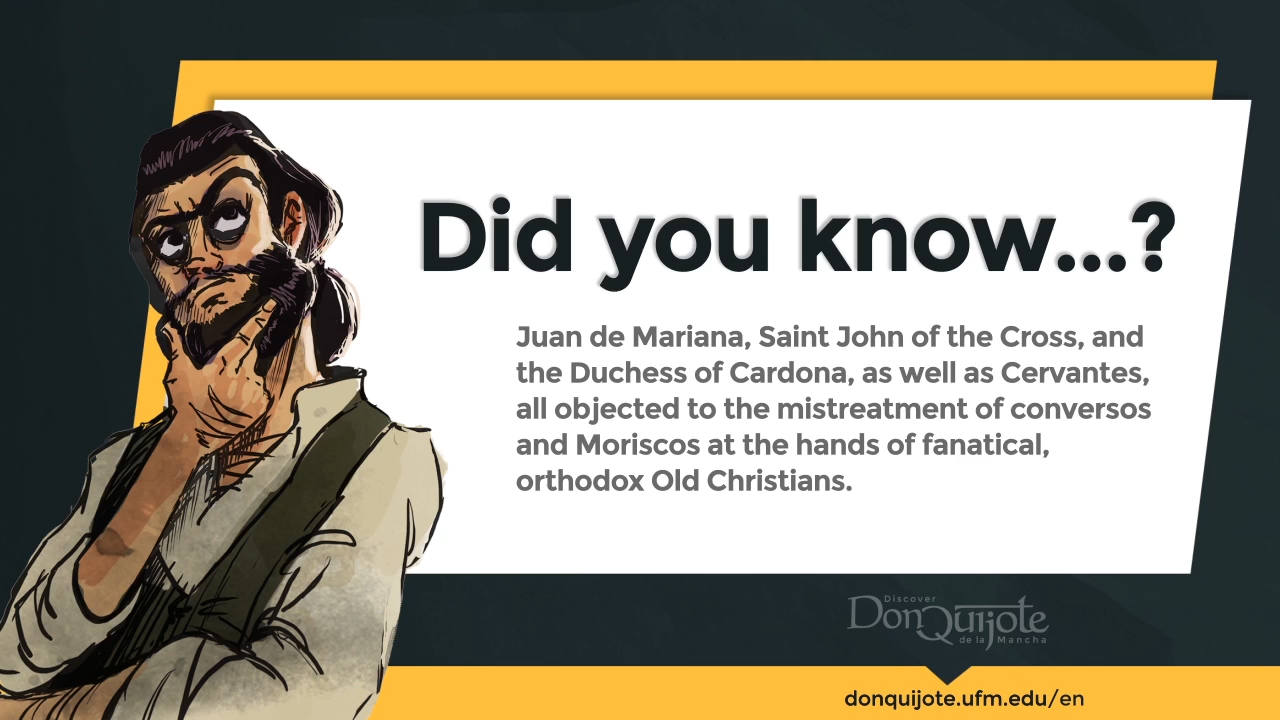 Did you know...?
Juan de Mariana, Saint John of the Cross, and
the Duchess of Cardona, as well as Cervantes,
all objected to the mistreatment of conversos
and Moriscos at the hands of fanatical,
orthodox Old Christians.
Discover
DonQuijote
de la Mancha
donquijote.ufm.edu/en